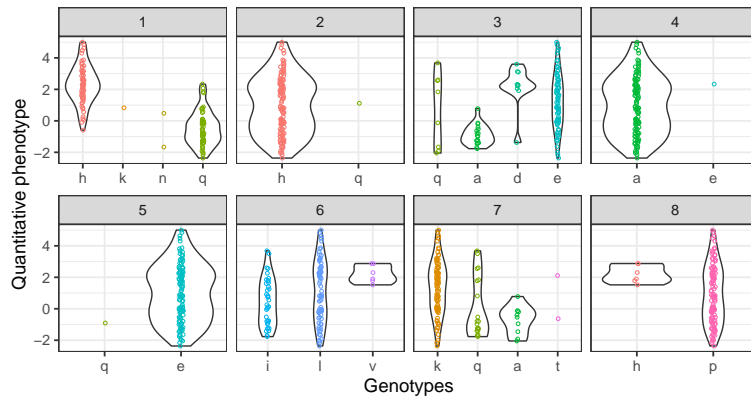 1 2 3 4
4
2
0
−2
h k n q h q q a d e a e
5 6 7 8
4
2
0
−2
q e i l v k q a t h p
Quantitative phenotype
Genotypes